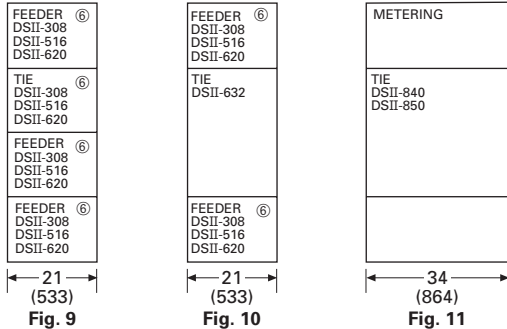 FEEDER ⑥
DSII-308
DSII-516
DSII-620
TIE ⑥
DSII-308
DSII-516
DSII-620
FEEDER ⑥
DSII-308
DSII-516
DSII-620
FEEDER ⑥
DSII-308
DSII-516
DSII-620
21
(533)
Fig. 9
FEEDER ⑥
DSII-308
DSII-516
DSII-620
TIE
DSII-632
FEEDER ⑥
DSII-308
DSII-516
DSII-620
21
(533)
Fig. 10
METERING
TIE
DSII-840
DSII-850
34
(864)
Fig. 11